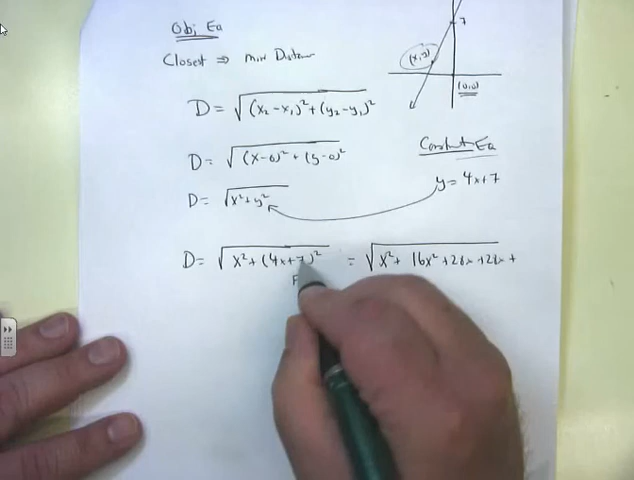 Obj Eq
Closest ⇒ min Distance
7
(x,y)
(0,0)
D = √(x₂-x₁)²+(y₂-y₁)²
Constraint Eq
D = √(x-0)²+(y-0)²
y = 4x+7
D = √x²+y²
D = √x²+(4x+7)² = √x²+ 16x²+28x+28x+
F